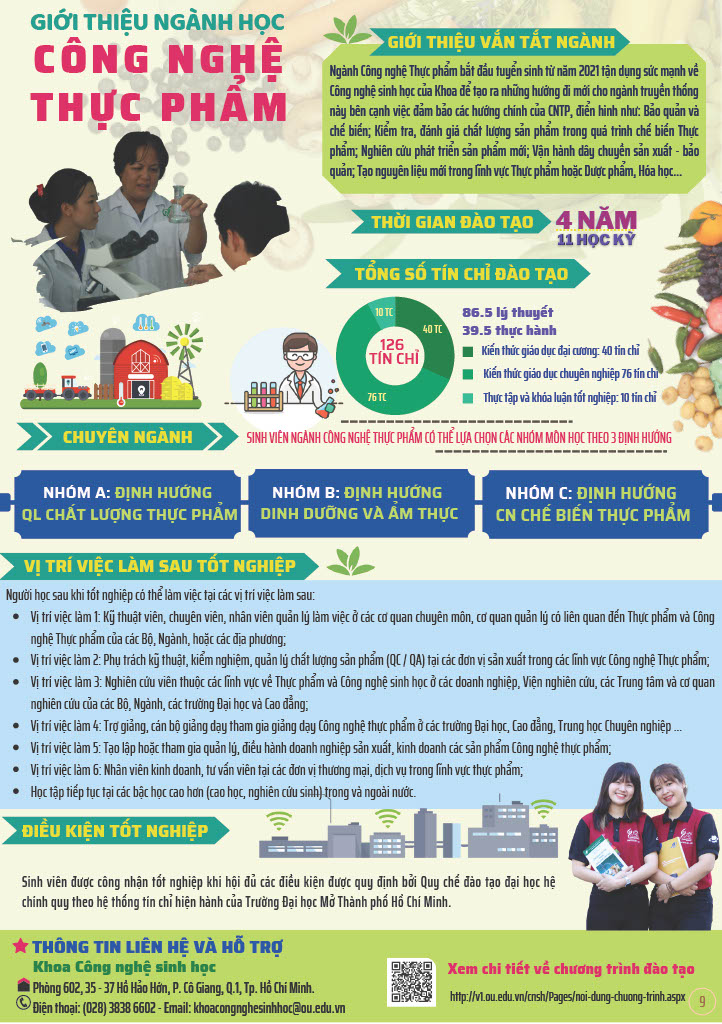 GIỚI THIỆU NGÀNH HỌC
CÔNG NGHỆ
THỰC PHẨM
GIỚI THIỆU VẮN TẮT NGÀNH
Ngành Công nghệ Thực phẩm bắt đầu tuyển sinh từ năm 2021 tận dụng sức mạnh về
Công nghệ sinh học của Khoa để tạo ra những hướng đi mới cho ngành truyền thống
này bên cạnh việc đảm bảo các hướng chính của CNTP, điển hình như: Bảo quản và
chế biến; Kiểm tra, đánh giá chất lượng sản phẩm trong quá trình chế biến Thực
phẩm; Nghiên cứu phát triển sản phẩm mới; Vận hành dây chuyền sản xuất - bảo
quản; Tạo nguyên liệu mới trong lĩnh vực Thực phẩm hoặc Dược phẩm, Hóa học...
THỜI GIAN ĐÀO TẠO
4 NĂM
11 HỌC KỲ
TỔNG SỐ TÍN CHỈ ĐÀO TẠO
10 TC
40 TC
76 TC
126
TÍN CHỈ
86.5 lý thuyết
39.5 thực hành
Kiến thức giáo dục đại cương: 40 tín chỉ
Kiến thức giáo dục chuyên nghiệp 76 tín chỉ
Thực tập và khóa luận tốt nghiệp: 10 tín chỉ
CHUYÊN NGÀNH
SINH VIÊN NGÀNH CÔNG NGHỆ THỰC PHẨM CÓ THỂ LỰA CHỌN CÁC NHÓM MÔN HỌC THEO 3 ĐỊNH HƯỚNG
NHÓM A: ĐỊNH HƯỚNG
QL CHẤT LƯỢNG THỰC PHẨM
NHÓM B: ĐỊNH HƯỚNG
DINH DƯỠNG VÀ ẨM THỰC
NHÓM C: ĐỊNH HƯỚNG
CN CHẾ BIẾN THỰC PHẨM
VỊ TRÍ VIỆC LÀM SAU TỐT NGHIỆP
Người học sau khi tốt nghiệp có thể làm việc tại các vị trí việc làm sau:
• Vị trí việc làm 1: Kỹ thuật viên, chuyên viên, nhân viên quản lý làm việc ở các cơ quan chuyên môn, cơ quan quản lý có liên quan đến Thực phẩm và Công
nghệ Thực phẩm của các Bộ, Ngành, hoặc các địa phương;
• Vị trí việc làm 2: Phụ trách kỹ thuật, kiểm nghiệm, quản lý chất lượng sản phẩm (QC / QA) tại các đơn vị sản xuất trong các lĩnh vực Công nghệ Thực phẩm;
• Vị trí việc làm 3: Nghiên cứu viên thuộc các lĩnh vực về Thực phẩm và Công nghệ sinh học ở các doanh nghiệp, Viện nghiên cứu, các Trung tâm và cơ quan
nghiên cứu của các Bộ, Ngành, các trường Đại học và Cao đẳng;
• Vị trí việc làm 4: Trợ giảng, cán bộ giảng dạy tham gia giảng dạy Công nghệ thực phẩm ở các trường Đại học, Cao đẳng, Trung học Chuyên nghiệp ...
• Vị trí việc làm 5: Tạo lập hoặc tham gia quản lý, điều hành doanh nghiệp sản xuất, kinh doanh các sản phẩm Công nghệ thực phẩm;
• Vị trí việc làm 6: Nhân viên kinh doanh, tư vấn viên tại các đơn vị thương mại, dịch vụ trong lĩnh vực thực phẩm;
• Học tập tiếp tục tại các bậc học cao hơn (cao học, nghiên cứu sinh) trong và ngoài nước.
ĐIỀU KIỆN TỐT NGHIỆP
Sinh viên được công nhận tốt nghiệp khi hội đủ các điều kiện được quy định bởi Quy chế đào tạo đại học hệ
chính quy theo hệ thống tín chỉ hiện hành của Trường Đại học Mở Thành phố Hồ Chí Minh.
THÔNG TIN LIÊN HỆ VÀ HỖ TRỢ
Khoa Công nghệ sinh học
Phòng 602, 35 - 37 Hồ Hảo Hớn, P. Cô Giang, Q.1, Tp. Hồ Chí Minh.
Điện thoại: (028) 3838 6602 - Email: khoacongnghesinhhoc@ou.edu.vn
Xem chi tiết về chương trình đào tạo
http://v1.ou.edu.vn/cnsh/Pages/noi-dung-chuong-trinh.aspx
9